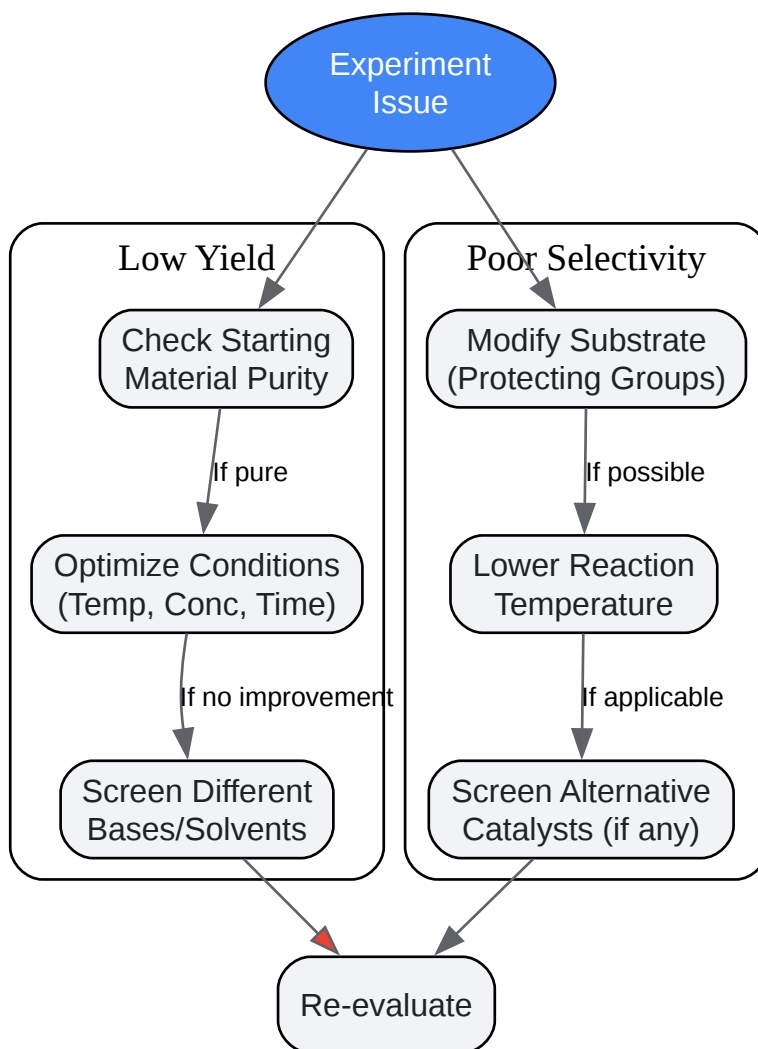 Experiment
Issue
Low Yield
Check Starting
Material Purity
If pure
Optimize Conditions
(Temp, Conc, Time)
If no improvement
Screen Different
Bases/Solvents
Poor Selectivity
Modify Substrate
(Protecting Groups)
If possible
Lower Reaction
Temperature
If applicable
Screen Alternative
Catalysts (if any)
Re-evaluate